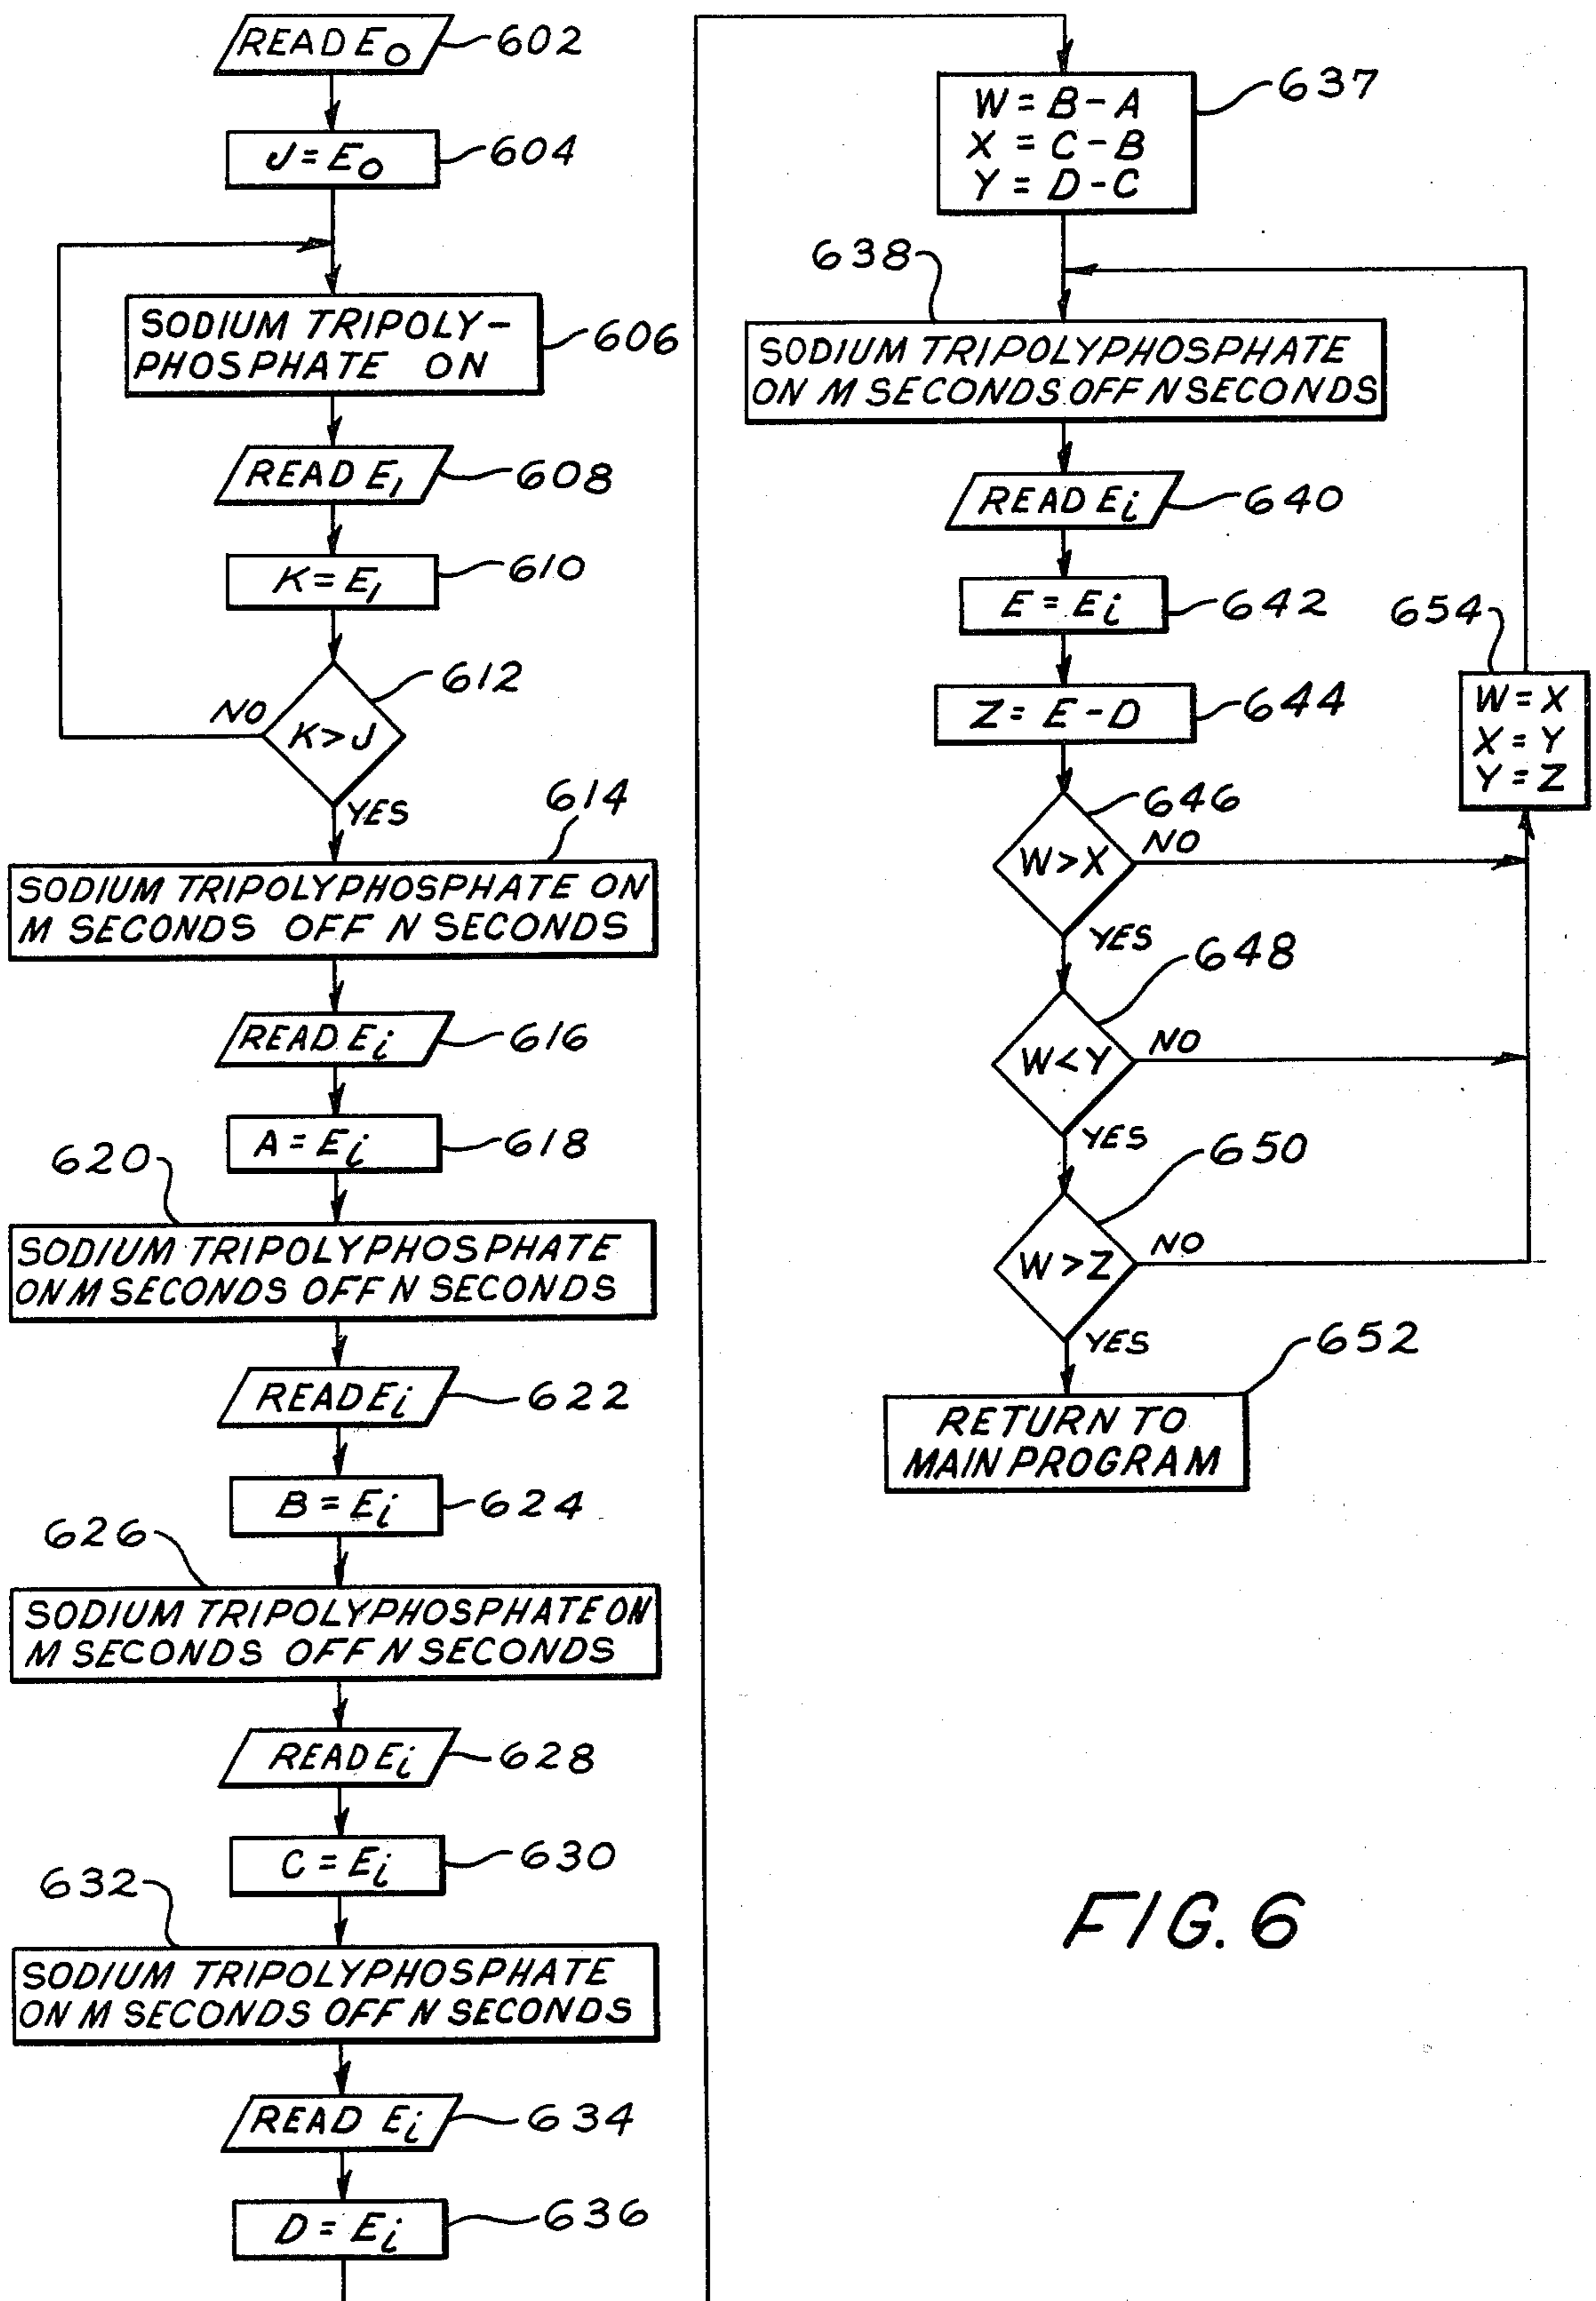 READ E₀ 602
J = E₀ 604
SODIUM TRIPOLY-
PHOSPHATE ON
606
READ E₁ 608
K = E₁ 610
612
K > J
NO
YES
614
SODIUM TRIPOLYPHOSPHATE ON
M SECONDS OFF N SECONDS
READ Eᵢ 616
A = Eᵢ 618
620
SODIUM TRIPOLYPHOSPHATE
ON M SECONDS OFF N SECONDS
READ Eᵢ 622
B = Eᵢ 624
626
SODIUM TRIPOLYPHOSPHATE ON
M SECONDS OFF N SECONDS
READ Eᵢ 628
C = Eᵢ 630
632
SODIUM TRIPOLYPHOSPHATE
ON M SECONDS OFF N SECONDS
READ Eᵢ 634
D = Eᵢ 636
637
W = B - A
X = C - B
Y = D - C
638
SODIUM TRIPOLYPHOSPHATE
ON M SECONDS OFF N SECONDS
READ Eᵢ 640
E = Eᵢ 642
Z = E - D 644
646
W > X
NO
YES
648
W < Y
NO
YES
650
W > Z
NO
YES
652
RETURN TO
MAIN PROGRAM
654
W = X
X = Y
Y = Z
FIG. 6